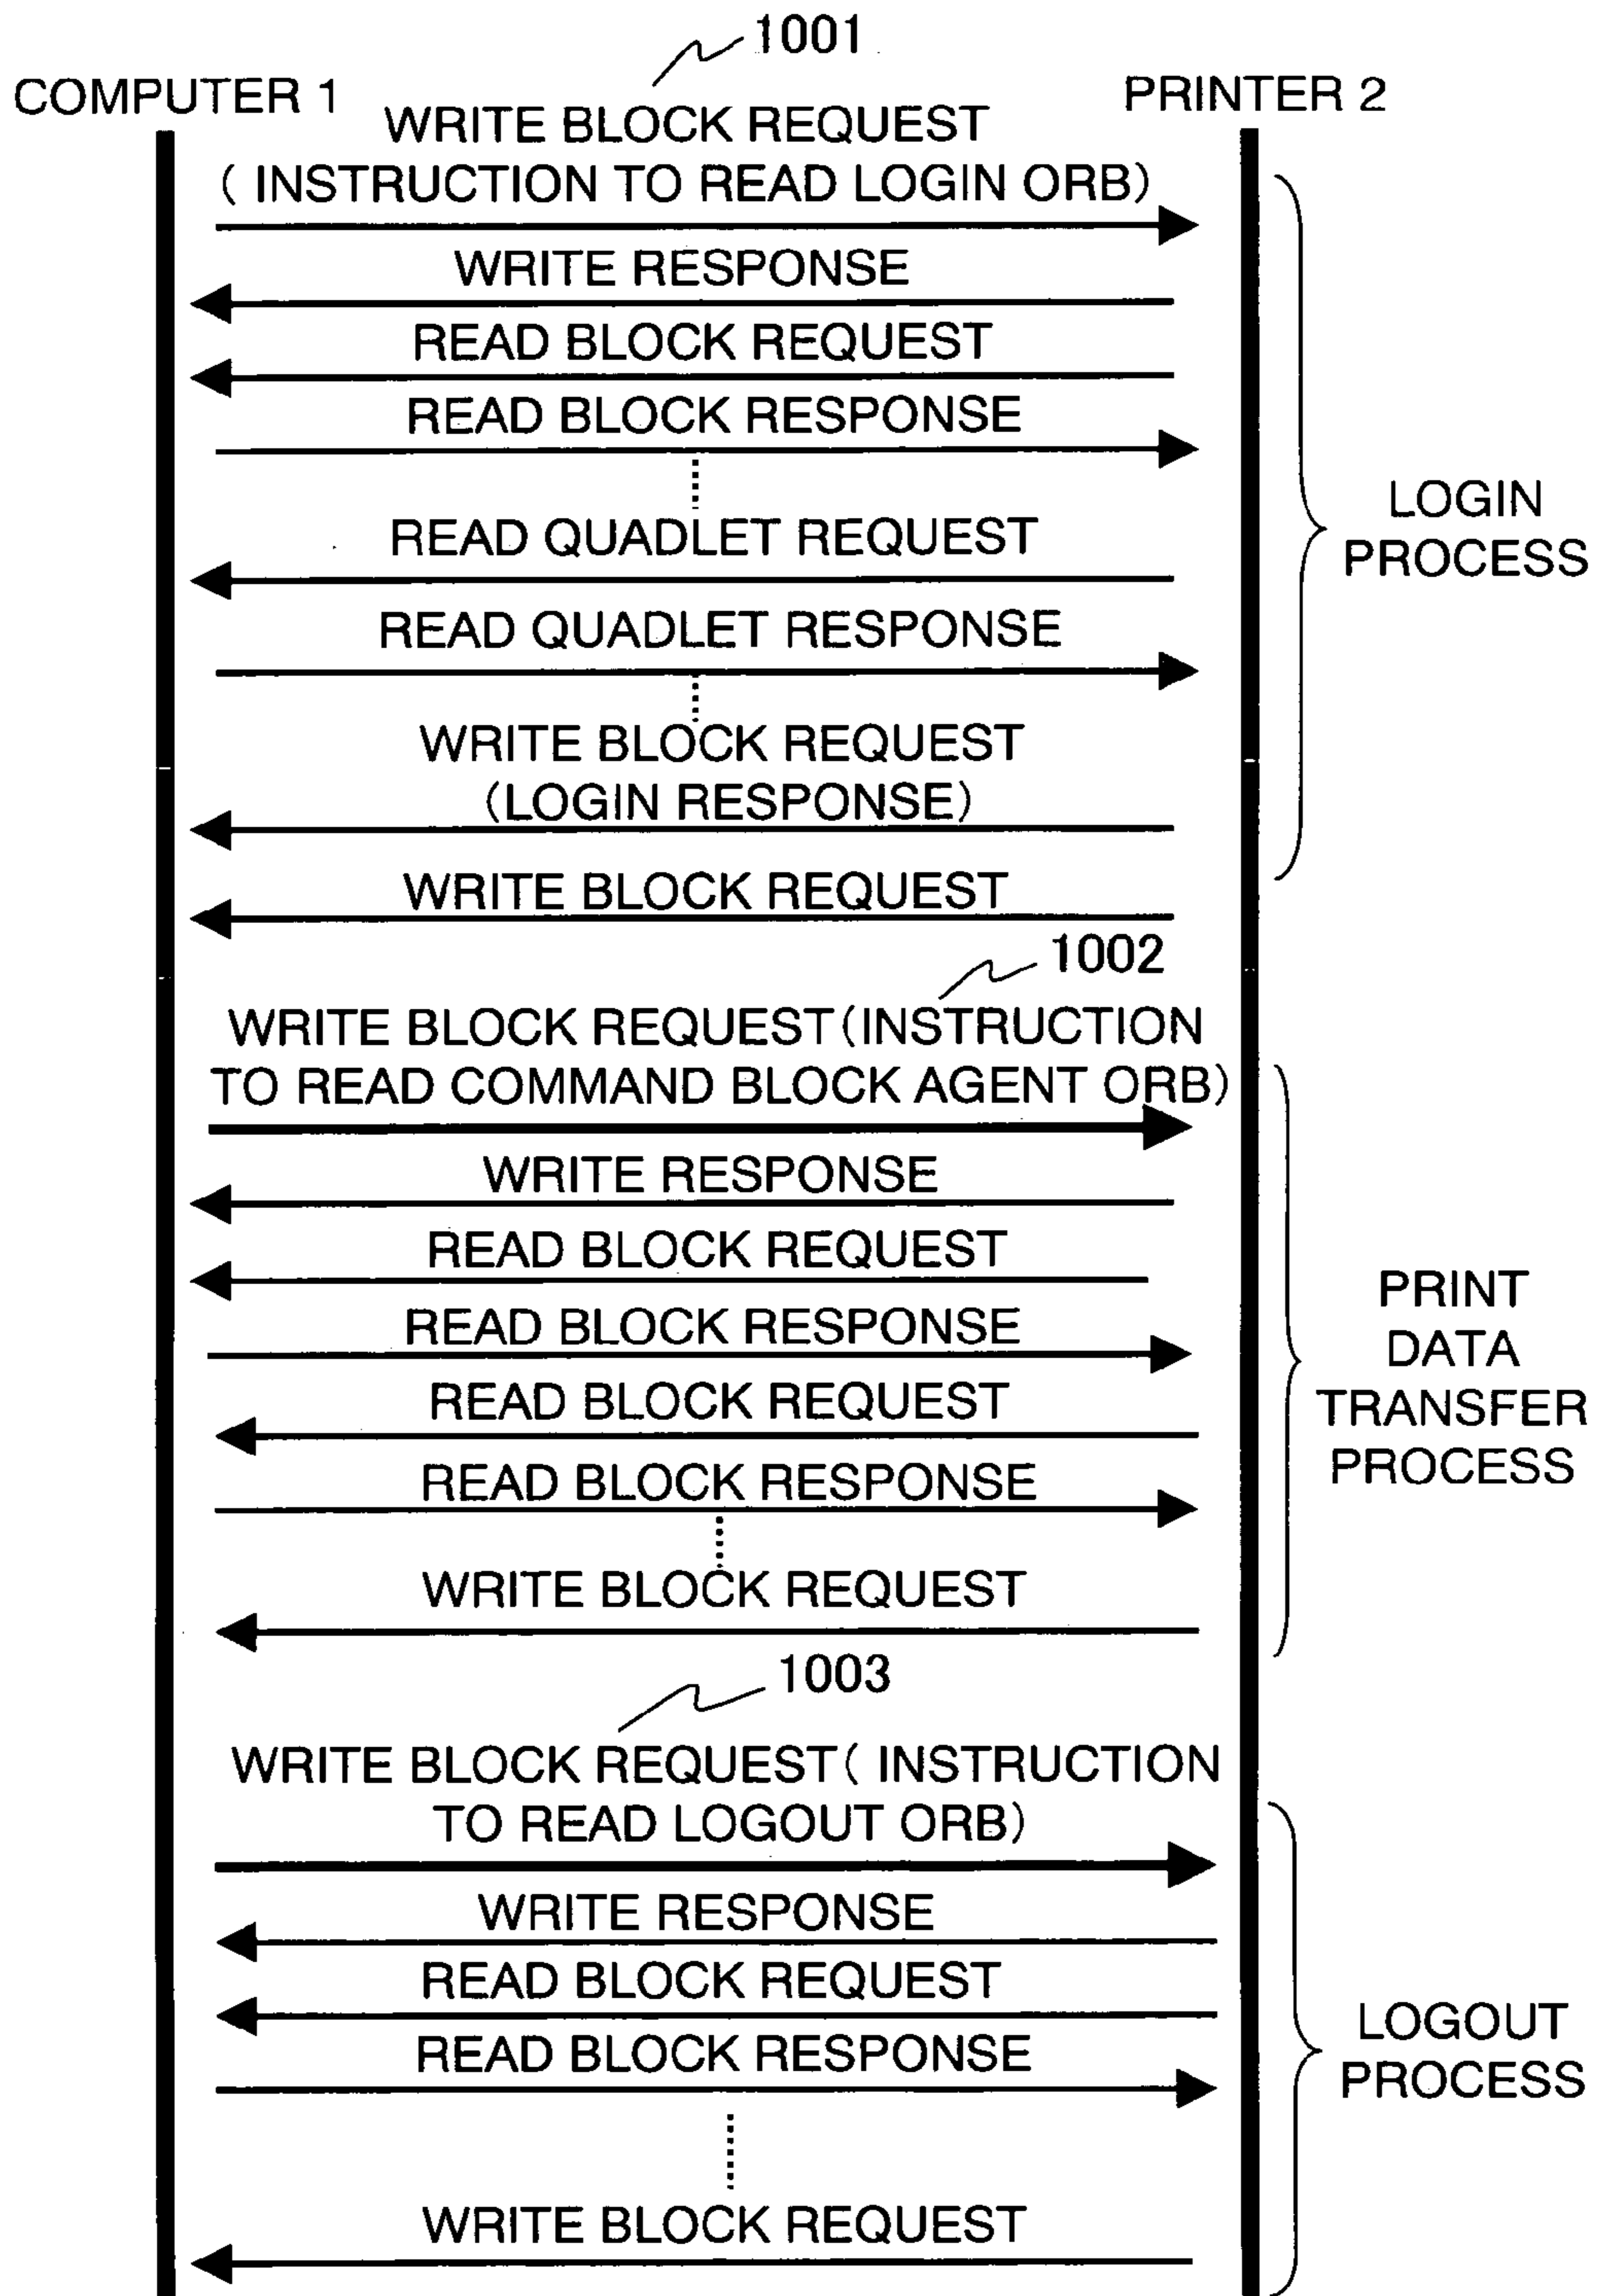 1001
COMPUTER 1
PRINTER 2
WRITE BLOCK REQUEST
( INSTRUCTION TO READ LOGIN ORB)
WRITE RESPONSE
READ BLOCK REQUEST
READ BLOCK RESPONSE
LOGIN
PROCESS
READ QUADLET REQUEST
READ QUADLET RESPONSE
WRITE BLOCK REQUEST
(LOGIN RESPONSE)
WRITE BLOCK REQUEST
1002
WRITE BLOCK REQUEST(INSTRUCTION
TO READ COMMAND BLOCK AGENT ORB)
WRITE RESPONSE
READ BLOCK REQUEST
READ BLOCK RESPONSE
READ BLOCK REQUEST
READ BLOCK RESPONSE
PRINT
DATA
TRANSFER
PROCESS
WRITE BLOCK REQUEST
1003
WRITE BLOCK REQUEST( INSTRUCTION
TO READ LOGOUT ORB)
WRITE RESPONSE
READ BLOCK REQUEST
READ BLOCK RESPONSE
LOGOUT
PROCESS
WRITE BLOCK REQUEST